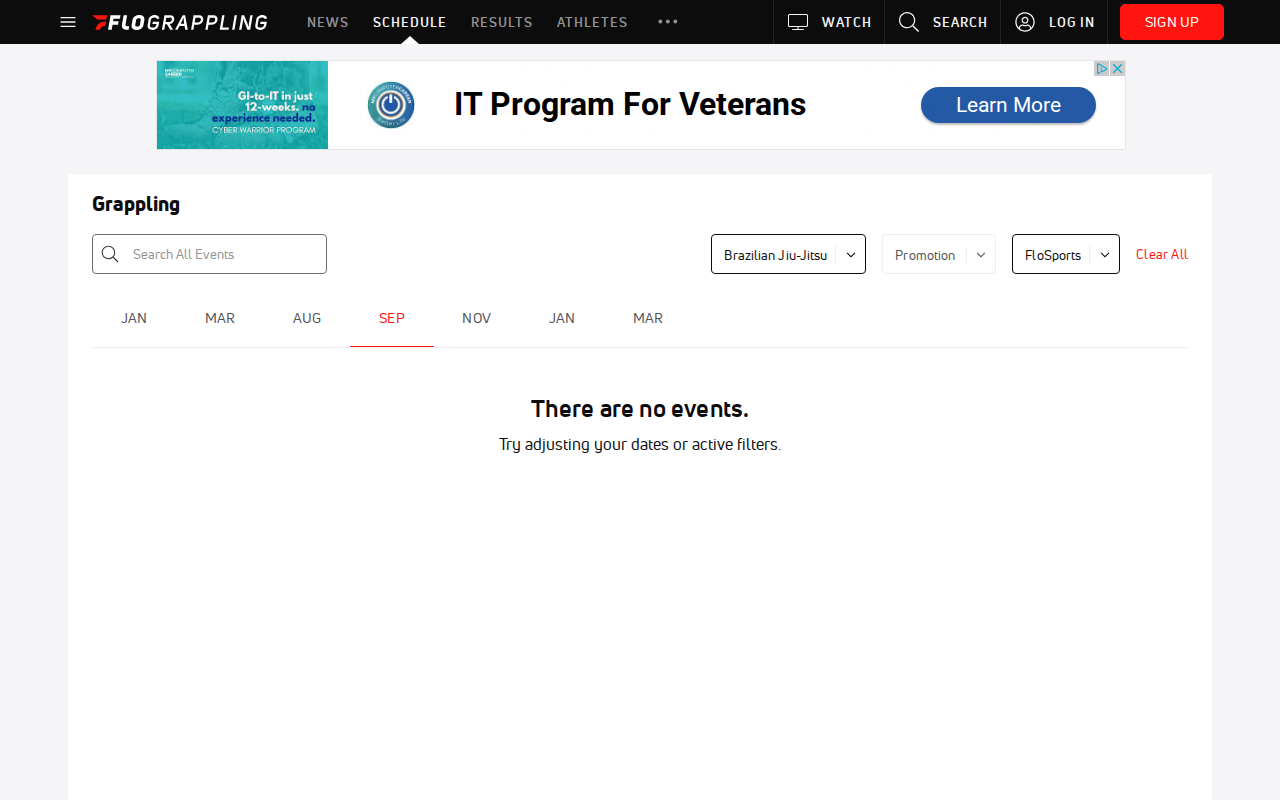 FLOGRAPPLING
NEWS
SCHEDULE
RESULTS
ATHLETES
WATCH
SEARCH
LOG IN
SIGN UP
GI-to-IT in just
12-weeks. no
experience needed.
CYBER WARRIOR PROGRAM
IT Program For Veterans
Learn More
Grappling
Search All Events
Brazilian Jiu-Jitsu
Promotion
FloSports
Clear All
JAN
MAR
AUG
SEP
NOV
JAN
MAR
There are no events.
Try adjusting your dates or active filters.